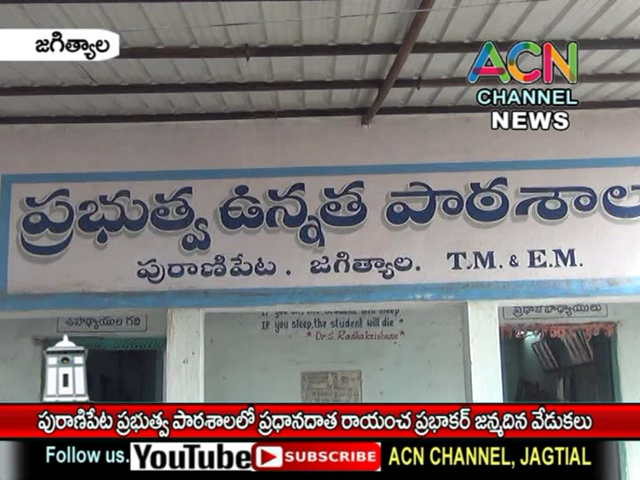 జగిత్యాల
ACN
CHANNEL
NEWS
ప్రభుత్వ ఉన్నత పాఠశాల
పురాణిపేట. జగిత్యాల. T.M. & E.M.
ఉపాధ్యాయుల గది
ప్రధానోపాధ్యాయులు
If you sleep, the student will die
* Dr. S. Radhakrishnan *
పురాణిపేట ప్రభుత్వ పాఠశాలలో ప్రధానదాత రాయంచ ప్రభాకర్ జన్మదిన వేడుకలు
Follow us. YouTube SUBSCRIBE ACN CHANNEL, JAGTIAL